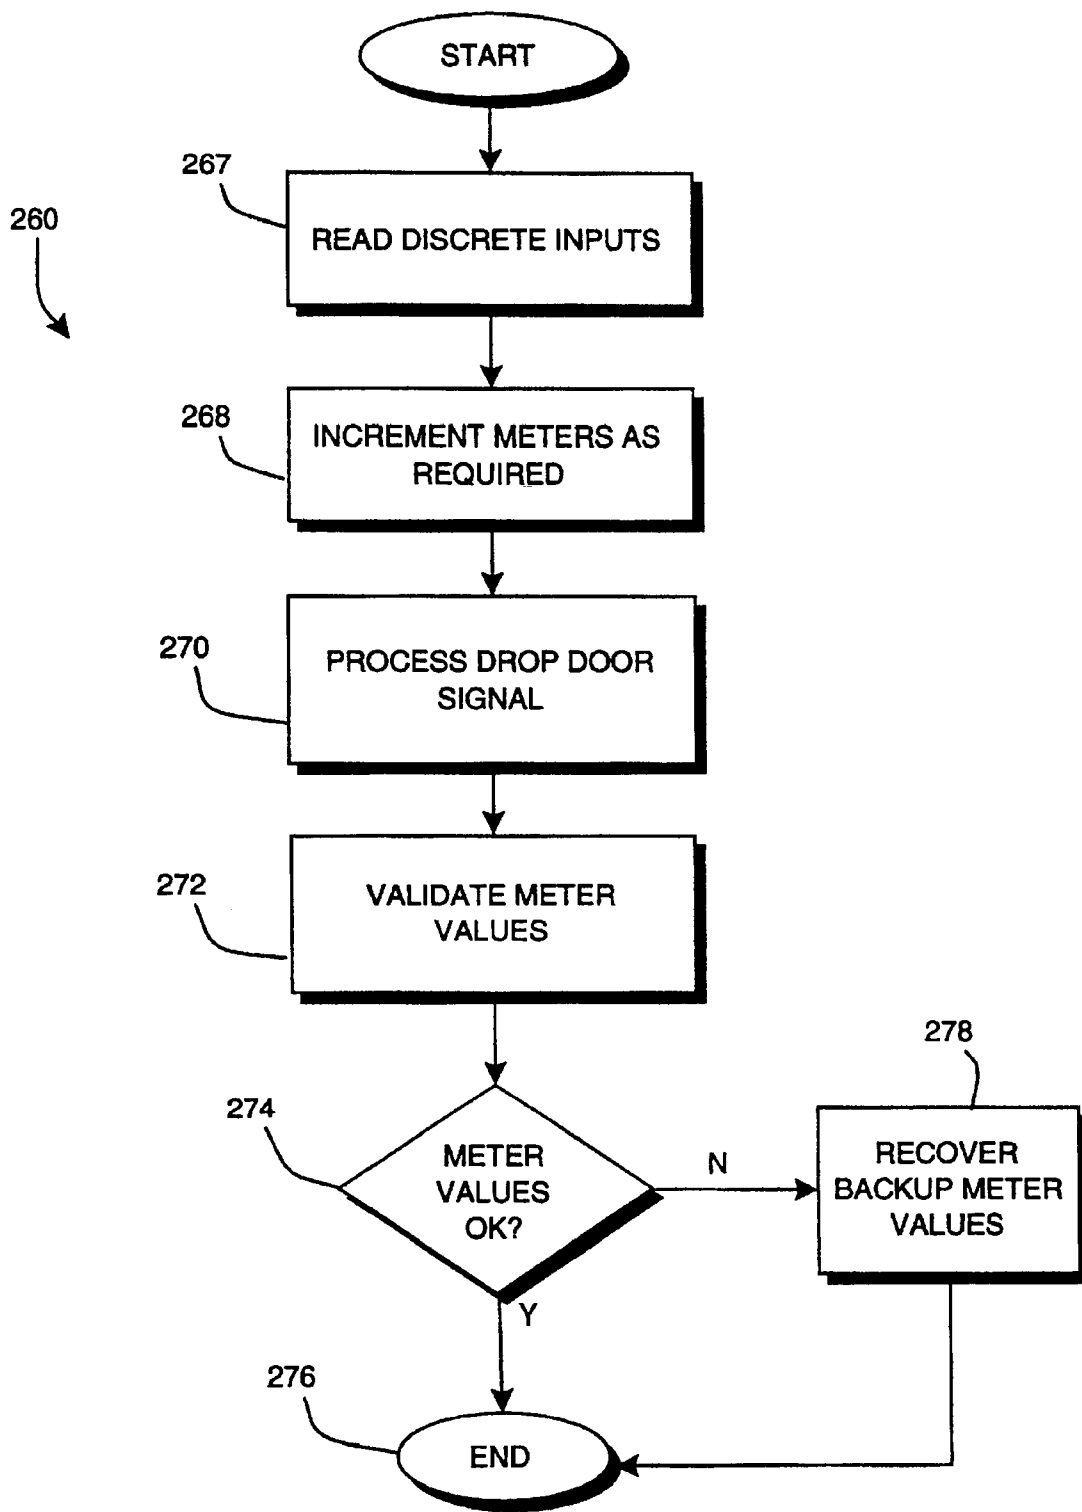 START
267
260
READ DISCRETE INPUTS
268
INCREMENT METERS AS
REQUIRED
270
PROCESS DROP DOOR
SIGNAL
272
VALIDATE METER
VALUES
278
274
METER
VALUES
OK?
N
RECOVER
BACKUP METER
VALUES
Y
276
END